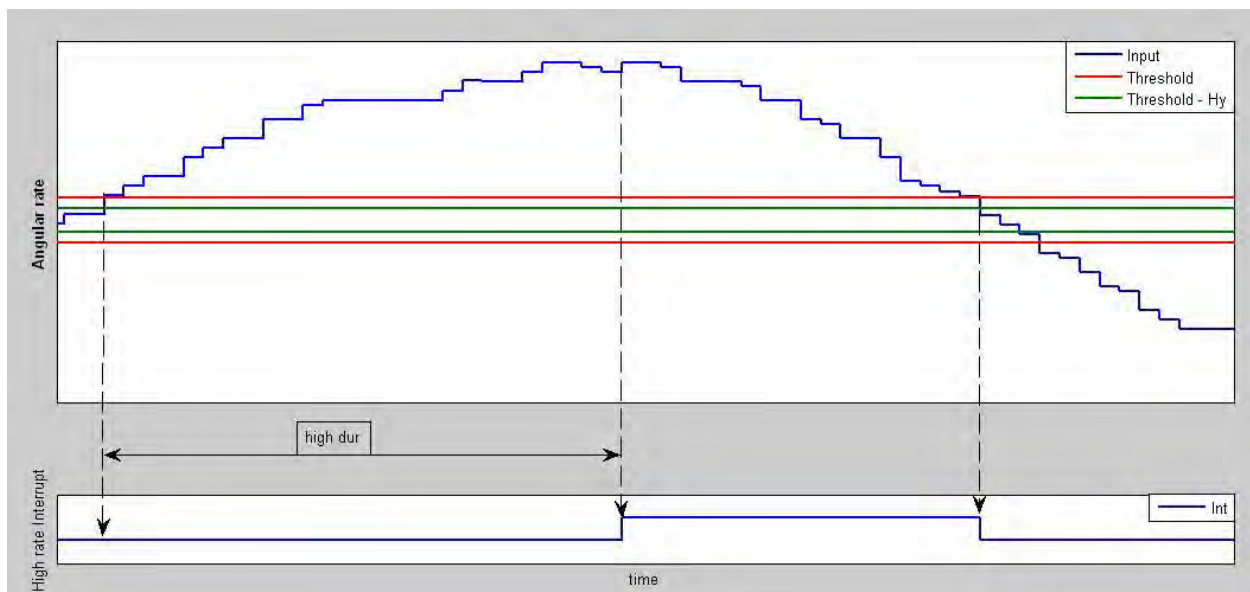 Input
Threshold
Threshold - Hy
Angular rate
high dur
High rate Interrupt
Int
time